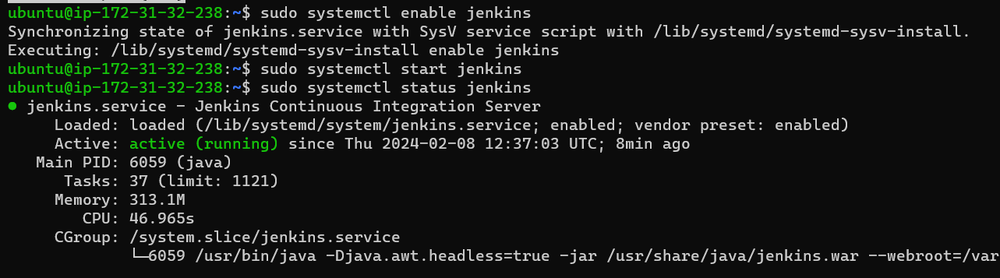 ubuntu@ip-172-31-32-238:~$ sudo systemctl enable jenkins
Synchronizing state of jenkins.service with SysV service script with /lib/systemd/systemd-sysv-install.
Executing: /lib/systemd/systemd-sysv-install enable jenkins
ubuntu@ip-172-31-32-238:~$ sudo systemctl start jenkins
ubuntu@ip-172-31-32-238:~$ sudo systemctl status jenkins
● jenkins.service - Jenkins Continuous Integration Server
Loaded: loaded (/lib/systemd/system/jenkins.service; enabled; vendor preset: enabled)
Active: active (running) since Thu 2024-02-08 12:37:03 UTC; 8min ago
Main PID: 6059 (java)
Tasks: 37 (limit: 1121)
Memory: 313.1M
CPU: 46.965s
CGroup: /system.slice/jenkins.service
└─6059 /usr/bin/java -Djava.awt.headless=true -jar /usr/share/java/jenkins.war --webroot=/var